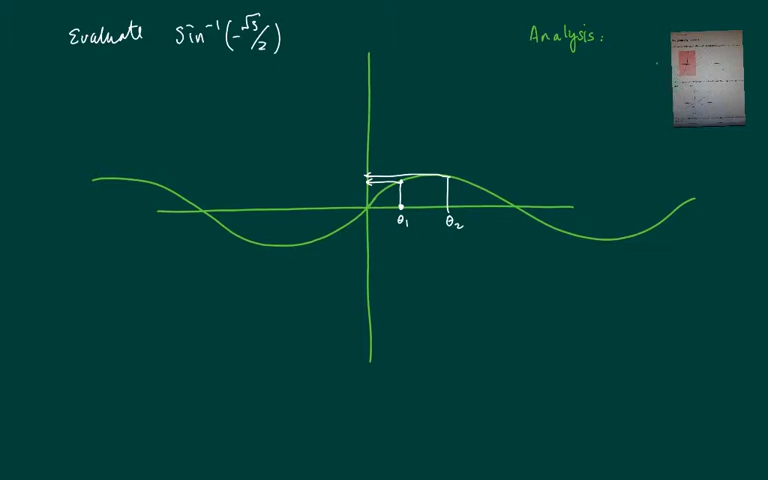 Evaluate Sin⁻¹(-√3/2)
Analysis:
θ₁ θ₂